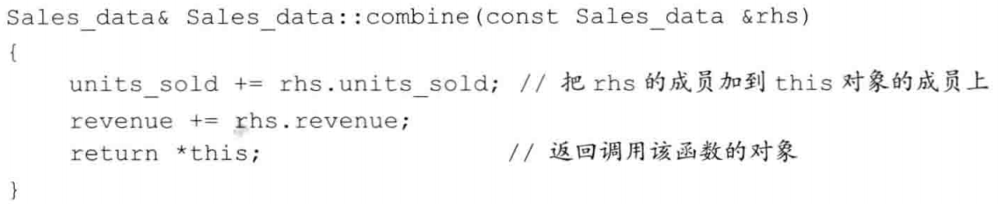 Sales_data& Sales_data::combine(const Sales_data &rhs)
{
    units_sold += rhs.units_sold; // 把 rhs 的成员加到 this 对象的成员上
    revenue += rhs.revenue;
    return *this;                 // 返回调用该函数的对象
}